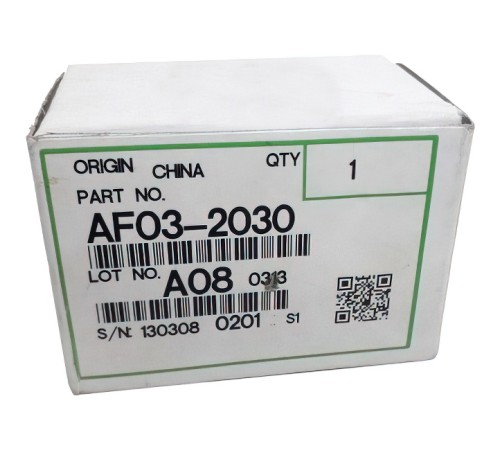 ORIGIN CHINA QTY 1
PART NO.
AF03-2030
LOT NO. A08 0313
S/N: 130308 0201 S1